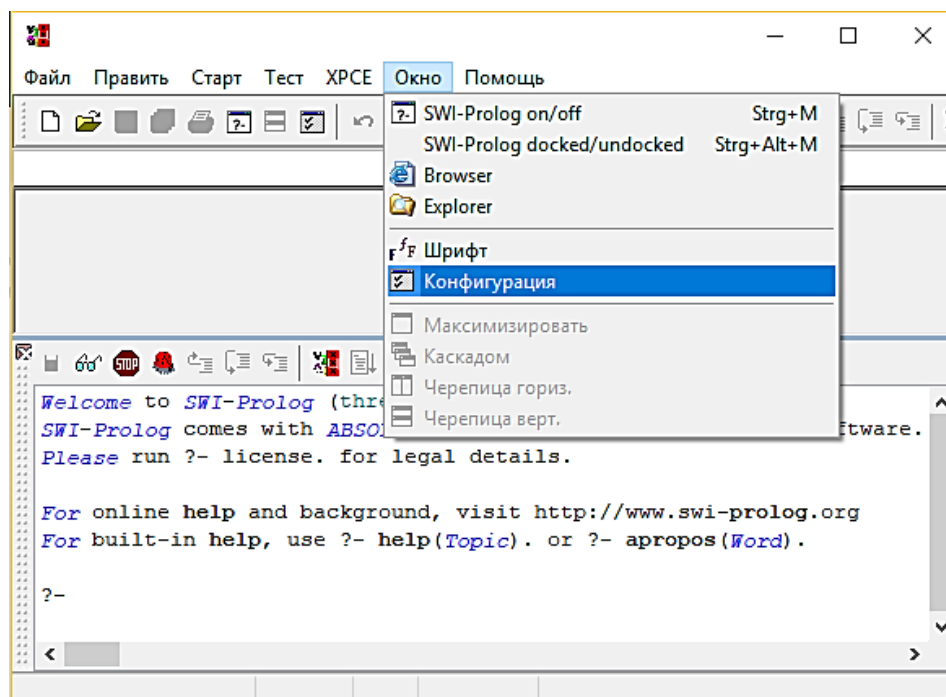 Файл Править Старт Тест XPCE Окно Помощь
SWI-Prolog on/off Strg+M
SWI-Prolog docked/undocked Strg+Alt+M
Browser
Explorer
Шрифт
Конфигурация
Максимизировать
Каскадом
Черепица гориз.
Черепица верт.
STOP
Welcome to SWI-Prolog
SWI-Prolog comes with
Please run ?- license. for legal details.
For online help and background, visit http://www.swi-prolog.org
For built-in help, use ?- help(Topic). or ?- apropos(Word).
?-